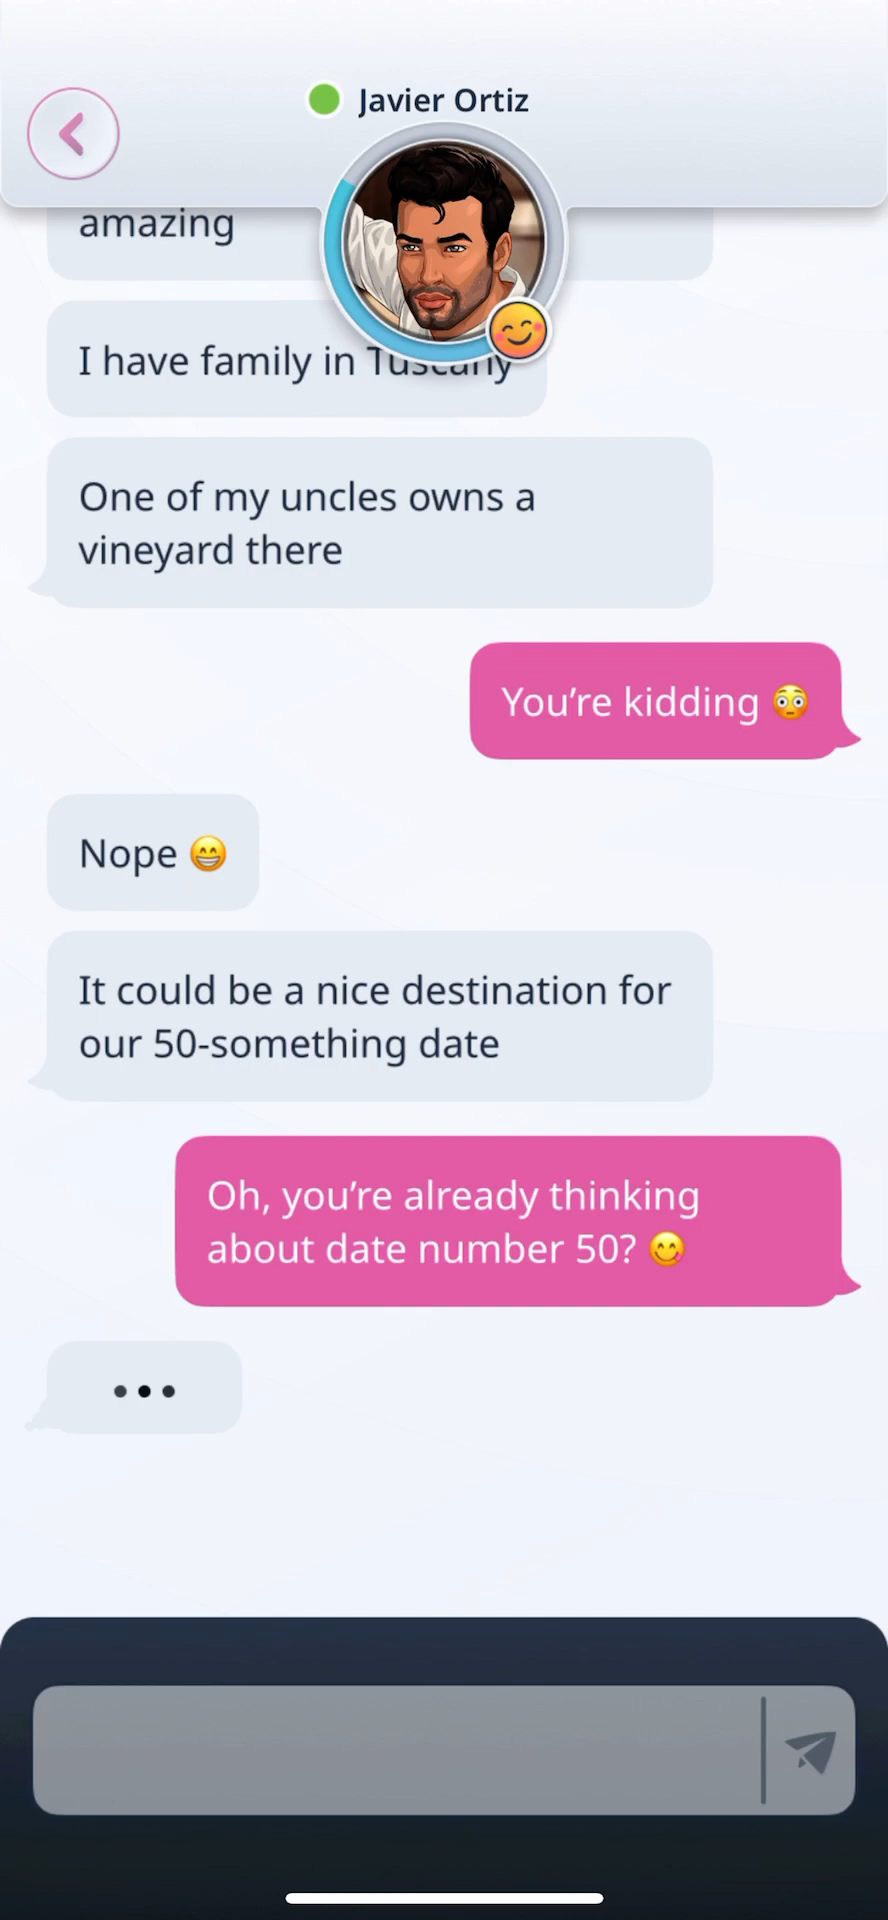 Javier Ortiz
amazing
I have family in Tuscany
One of my uncles owns a
vineyard there
You’re kidding 😳
Nope 😁
It could be a nice destination for
our 50-something date
Oh, you’re already thinking
about date number 50? 😋